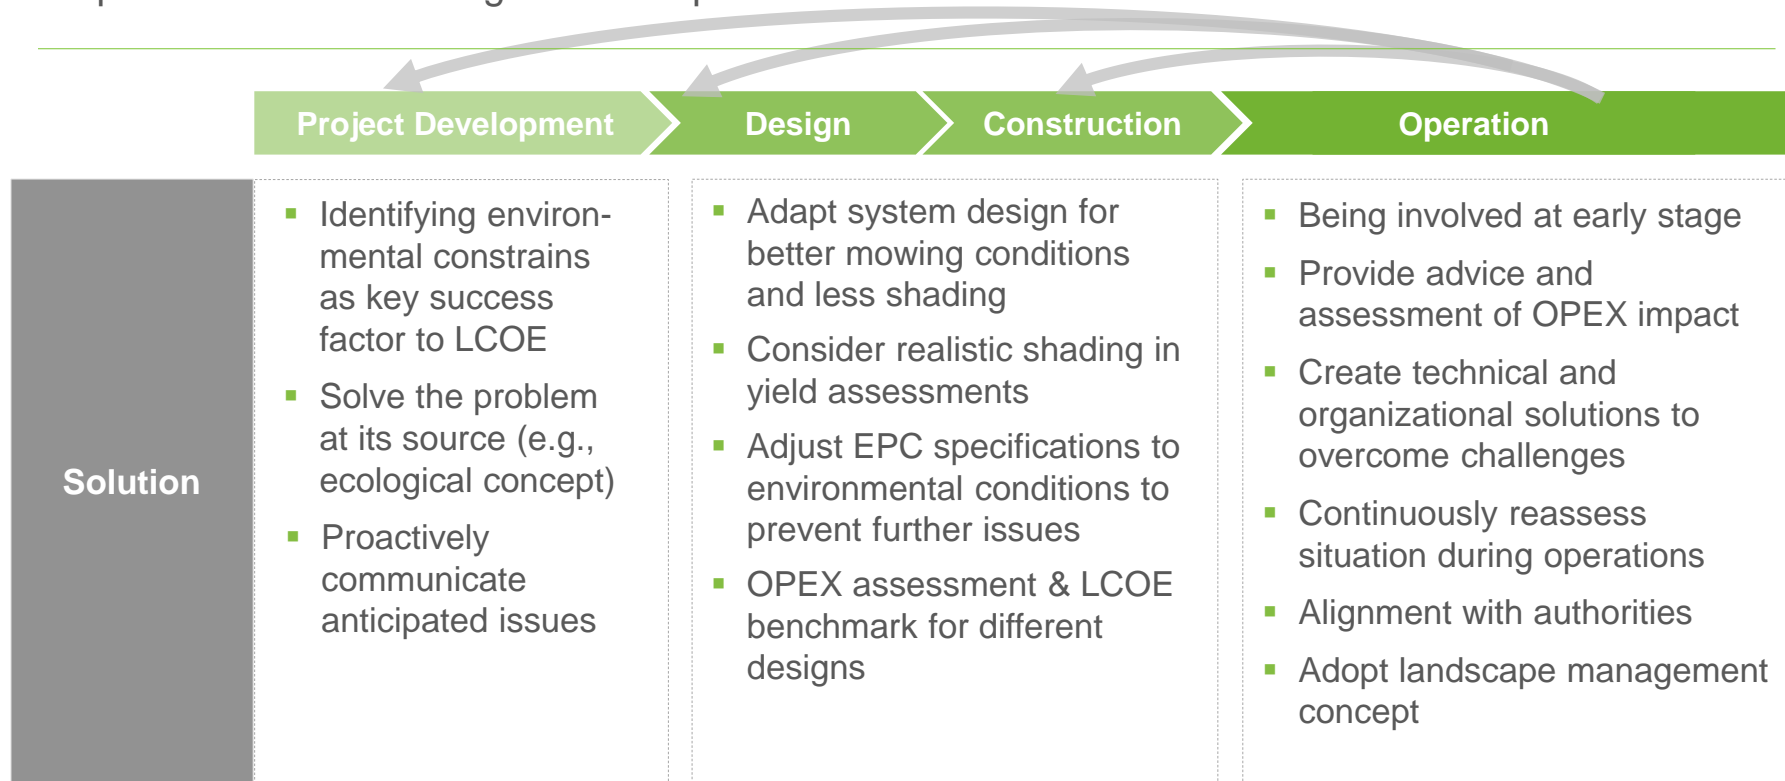 Project Development
Design
Construction
Operation
Solution
▪ Identifying environ-
mental constrains
as key success
factor to LCOE
▪ Solve the problem
at its source (e.g.,
ecological concept)
▪ Proactively
communicate
anticipated issues
▪ Adapt system design for
better mowing conditions
and less shading
▪ Consider realistic shading in
yield assessments
▪ Adjust EPC specifications to
environmental conditions to
prevent further issues
▪ OPEX assessment & LCOE
benchmark for different
designs
▪ Being involved at early stage
▪ Provide advice and
assessment of OPEX impact
▪ Create technical and
organizational solutions to
overcome challenges
▪ Continuously reassess
situation during operations
▪ Alignment with authorities
▪ Adopt landscape management
concept